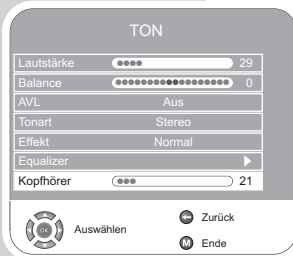 TON
Lautstärke 29
Balance 0
AVL Aus
Tonart Stereo
Effekt Normal
Equalizer
Kopfhörer 21
OK Auswählen
Zurück
M Ende